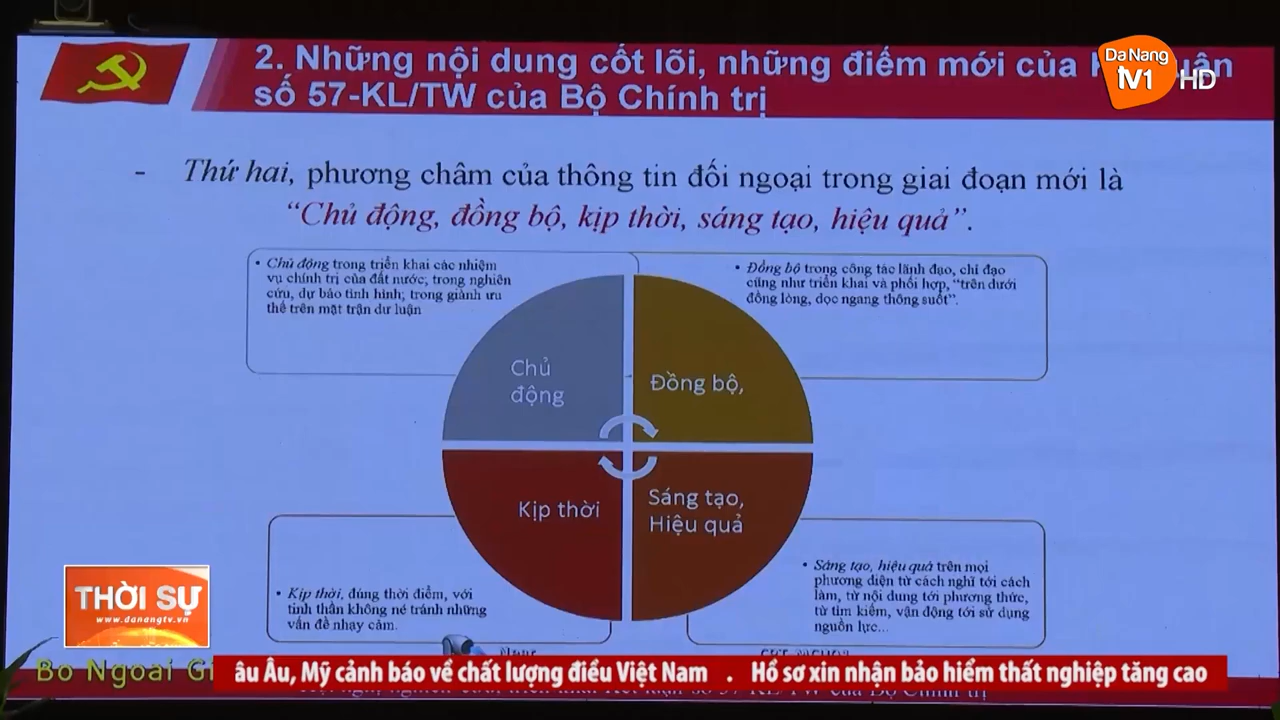 2. Những nội dung cốt lõi, những điểm mới của
số 57-KL/TW của Bộ Chính trị
Da Nang
TV1 HD
- Thứ hai, phương châm của thông tin đối ngoại trong giai đoạn mới là
“Chủ động, đồng bộ, kịp thời, sáng tạo, hiệu quả”.
• Chủ động trong triển khai các nhiệm
vụ chính trị của đất nước; trong nghiên
cứu, dự báo tình hình; trong giành ưu
thế trên mặt trận dư luận
• Đồng bộ trong công tác lãnh đạo, chỉ đạo
cũng như triển khai và phối hợp, “trên dưới
đồng lòng, dọc ngang thông suốt”.
Chủ
động
Đồng bộ,
Kịp thời
Sáng tạo,
Hiệu quả
• Kịp thời, đúng thời điểm, với
tinh thần không né tránh những
vấn đề nhạy cảm.
• Sáng tạo, hiệu quả trên mọi
phương diện từ cách nghĩ tới cách
làm, từ nội dung tới phương thức,
từ tìm kiếm, vận động tới sử dụng
nguồn lực...
THỜI SỰ
www.danangtv.vn
Bo Ngoai
âu Âu, Mỹ cảnh báo về chất lượng điều Việt Nam . Hồ sơ xin nhận bảo hiểm thất nghiệp tăng cao